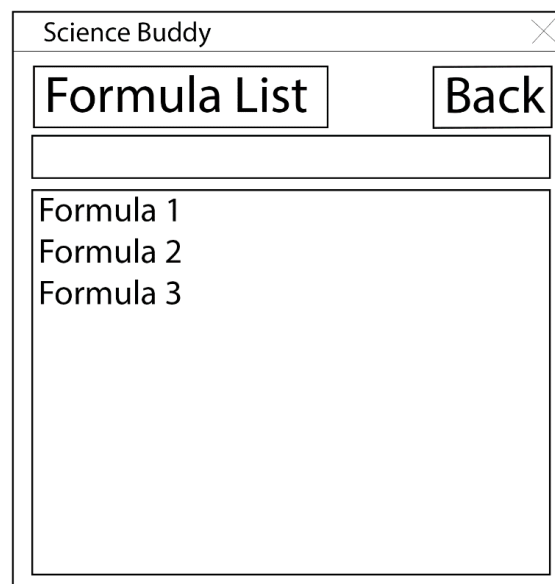 Science Buddy
Formula List
Back
Formula 1
Formula 2
Formula 3